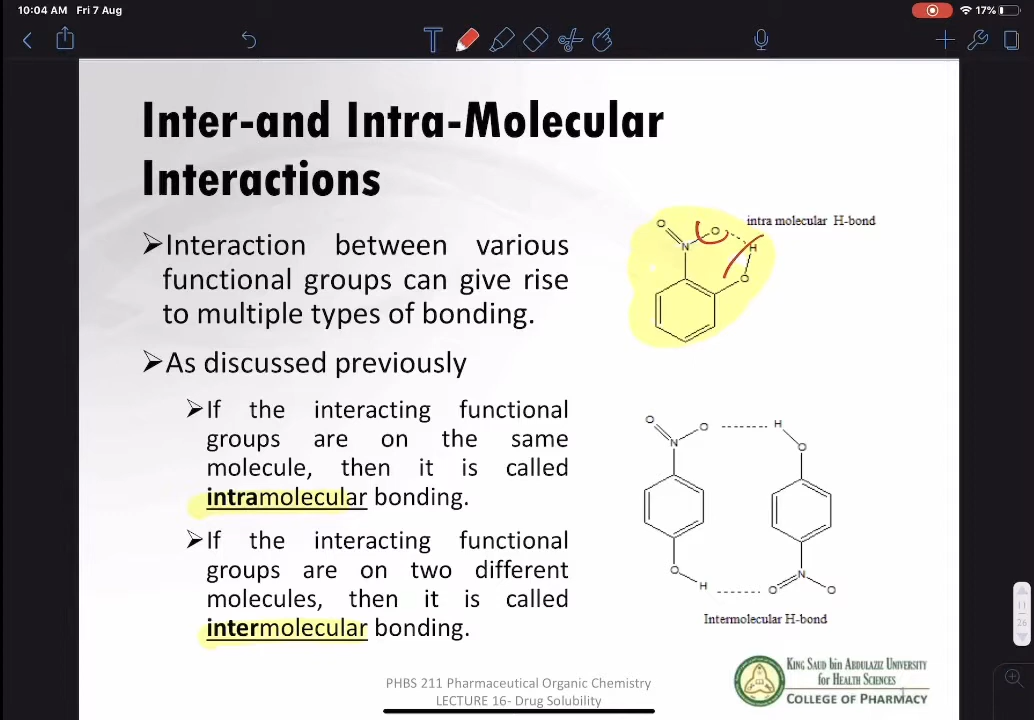 10:04 AM Fri 7 Aug
17%
Inter-and Intra-Molecular
Interactions
➢Interaction between various
functional groups can give rise
to multiple types of bonding.
➢As discussed previously
➢If the interacting functional
groups are on the same
molecule, then it is called
intramolecular bonding.
➢If the interacting functional
groups are on two different
molecules, then it is called
intermolecular bonding.
intra molecular H-bond
O
O
N
H
O
O
O
H
N
O
O
H
N
O
O
Intermolecular H-bond
PHBS 211 Pharmaceutical Organic Chemistry
LECTURE 16- Drug Solubility
KING SAUD bin ABDULAZIZ UNIVERSITY
for HEALTH SCIENCES
COLLEGE OF PHARMACY
11
26